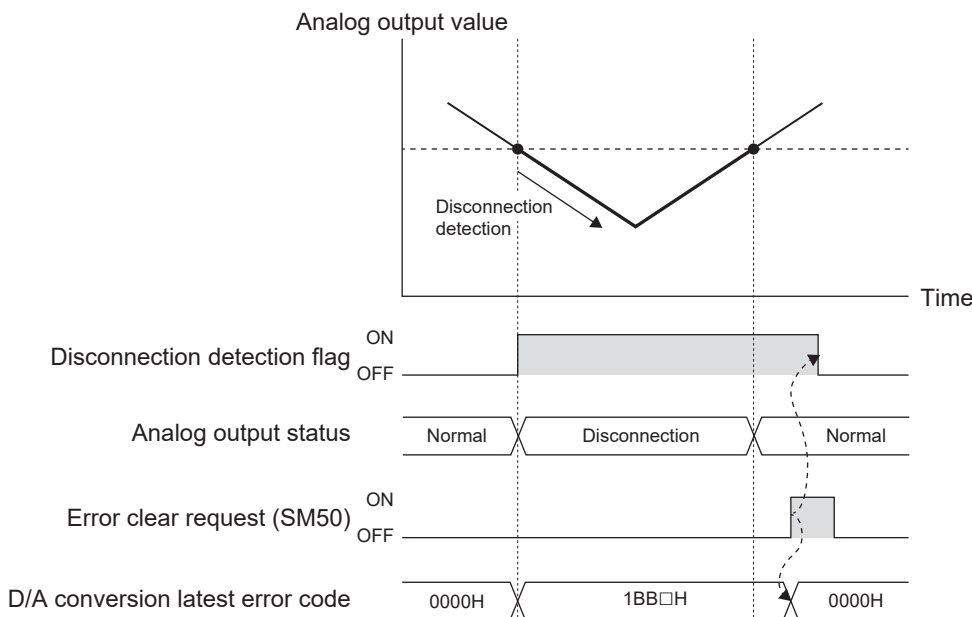 Analog output value
Disconnection
detection
Time
Disconnection detection flag
ON
OFF
Analog output status
Normal
Disconnection
Normal
Error clear request (SM50)
ON
OFF
D/A conversion latest error code
0000H
1BB□H
0000H